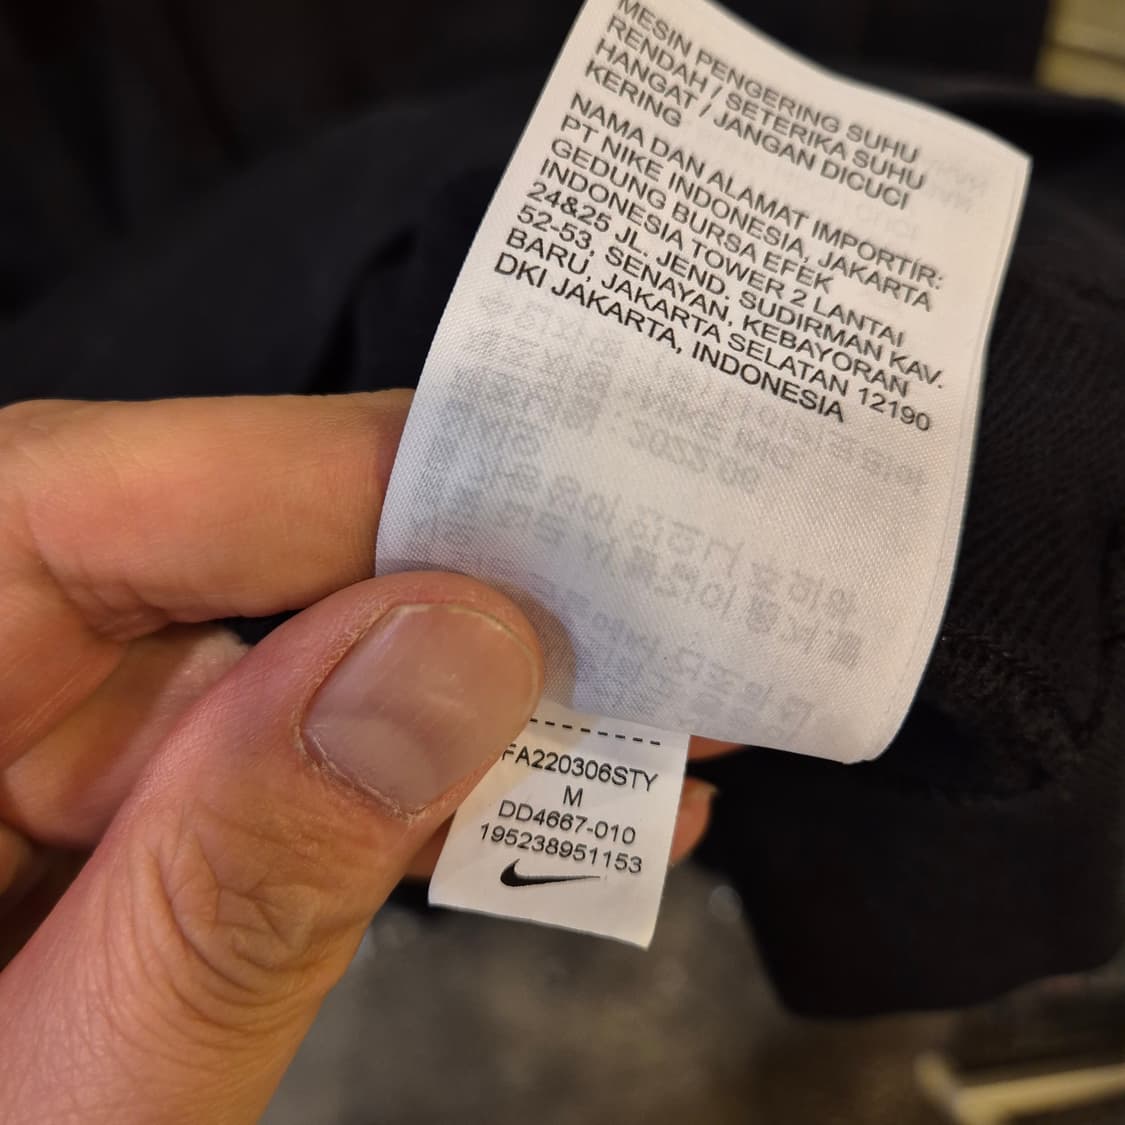 MESIN PENGERING SUHU
RENDAH / SETERIKA SUHU
HANGAT / JANGAN DICUCI
KERING
NAMA DAN ALAMAT IMPORTIR:
PT NIKE INDONESIA, JAKARTA
GEDUNG BURSA EFEK
INDONESIA TOWER 2 LANTAI
24&25 JL. JEND. SUDIRMAN KAV.
52-53, SENAYAN, KEBAYORAN
BARU, JAKARTA SELATAN 12190
DKI JAKARTA, INDONESIA
FA220306STY
M
DD4667-010
195238951153